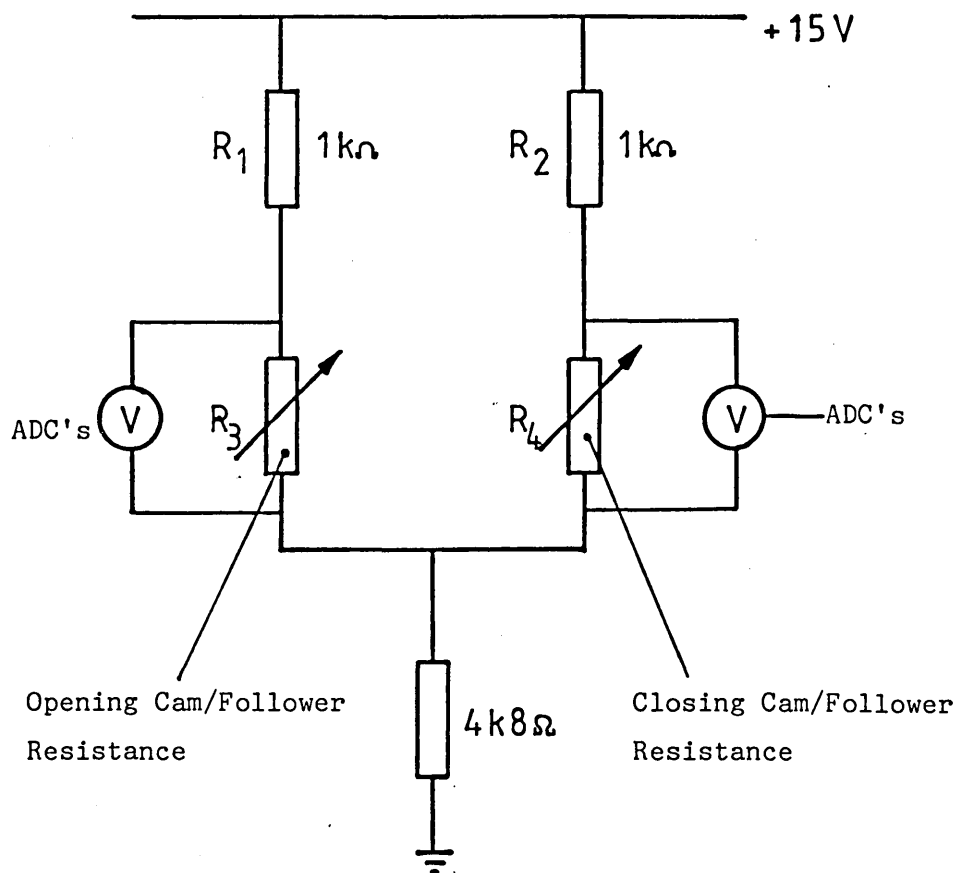 +15V
R1 1kΩ
R2 1kΩ
ADC's V
R3
R4
V ADC's
Opening Cam/Follower
Resistance
4k8Ω
Closing Cam/Follower
Resistance